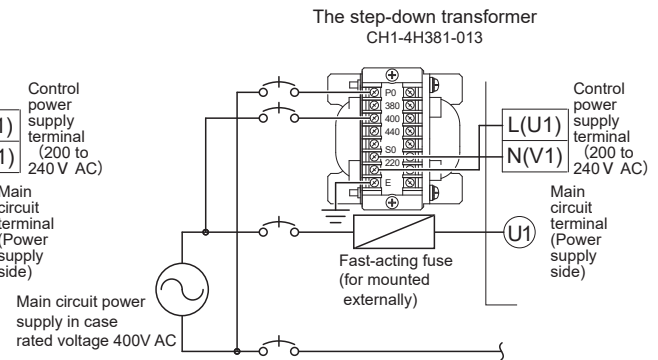 The step-down transformer
CH1-4H381-013
Control
power
supply
terminal
(200 to
240 V AC)
1)
1)
Main
circuit
terminal
(Power
supply
side)
P0
380
400
440
S0
220
E
L(U1)
N(V1)
Control
power
supply
terminal
(200 to
240 V AC)
Main
circuit
terminal
(Power
supply
side)
U1
Fast-acting fuse
(for mounted
externally)
Main circuit power
supply in case
rated voltage 400V AC